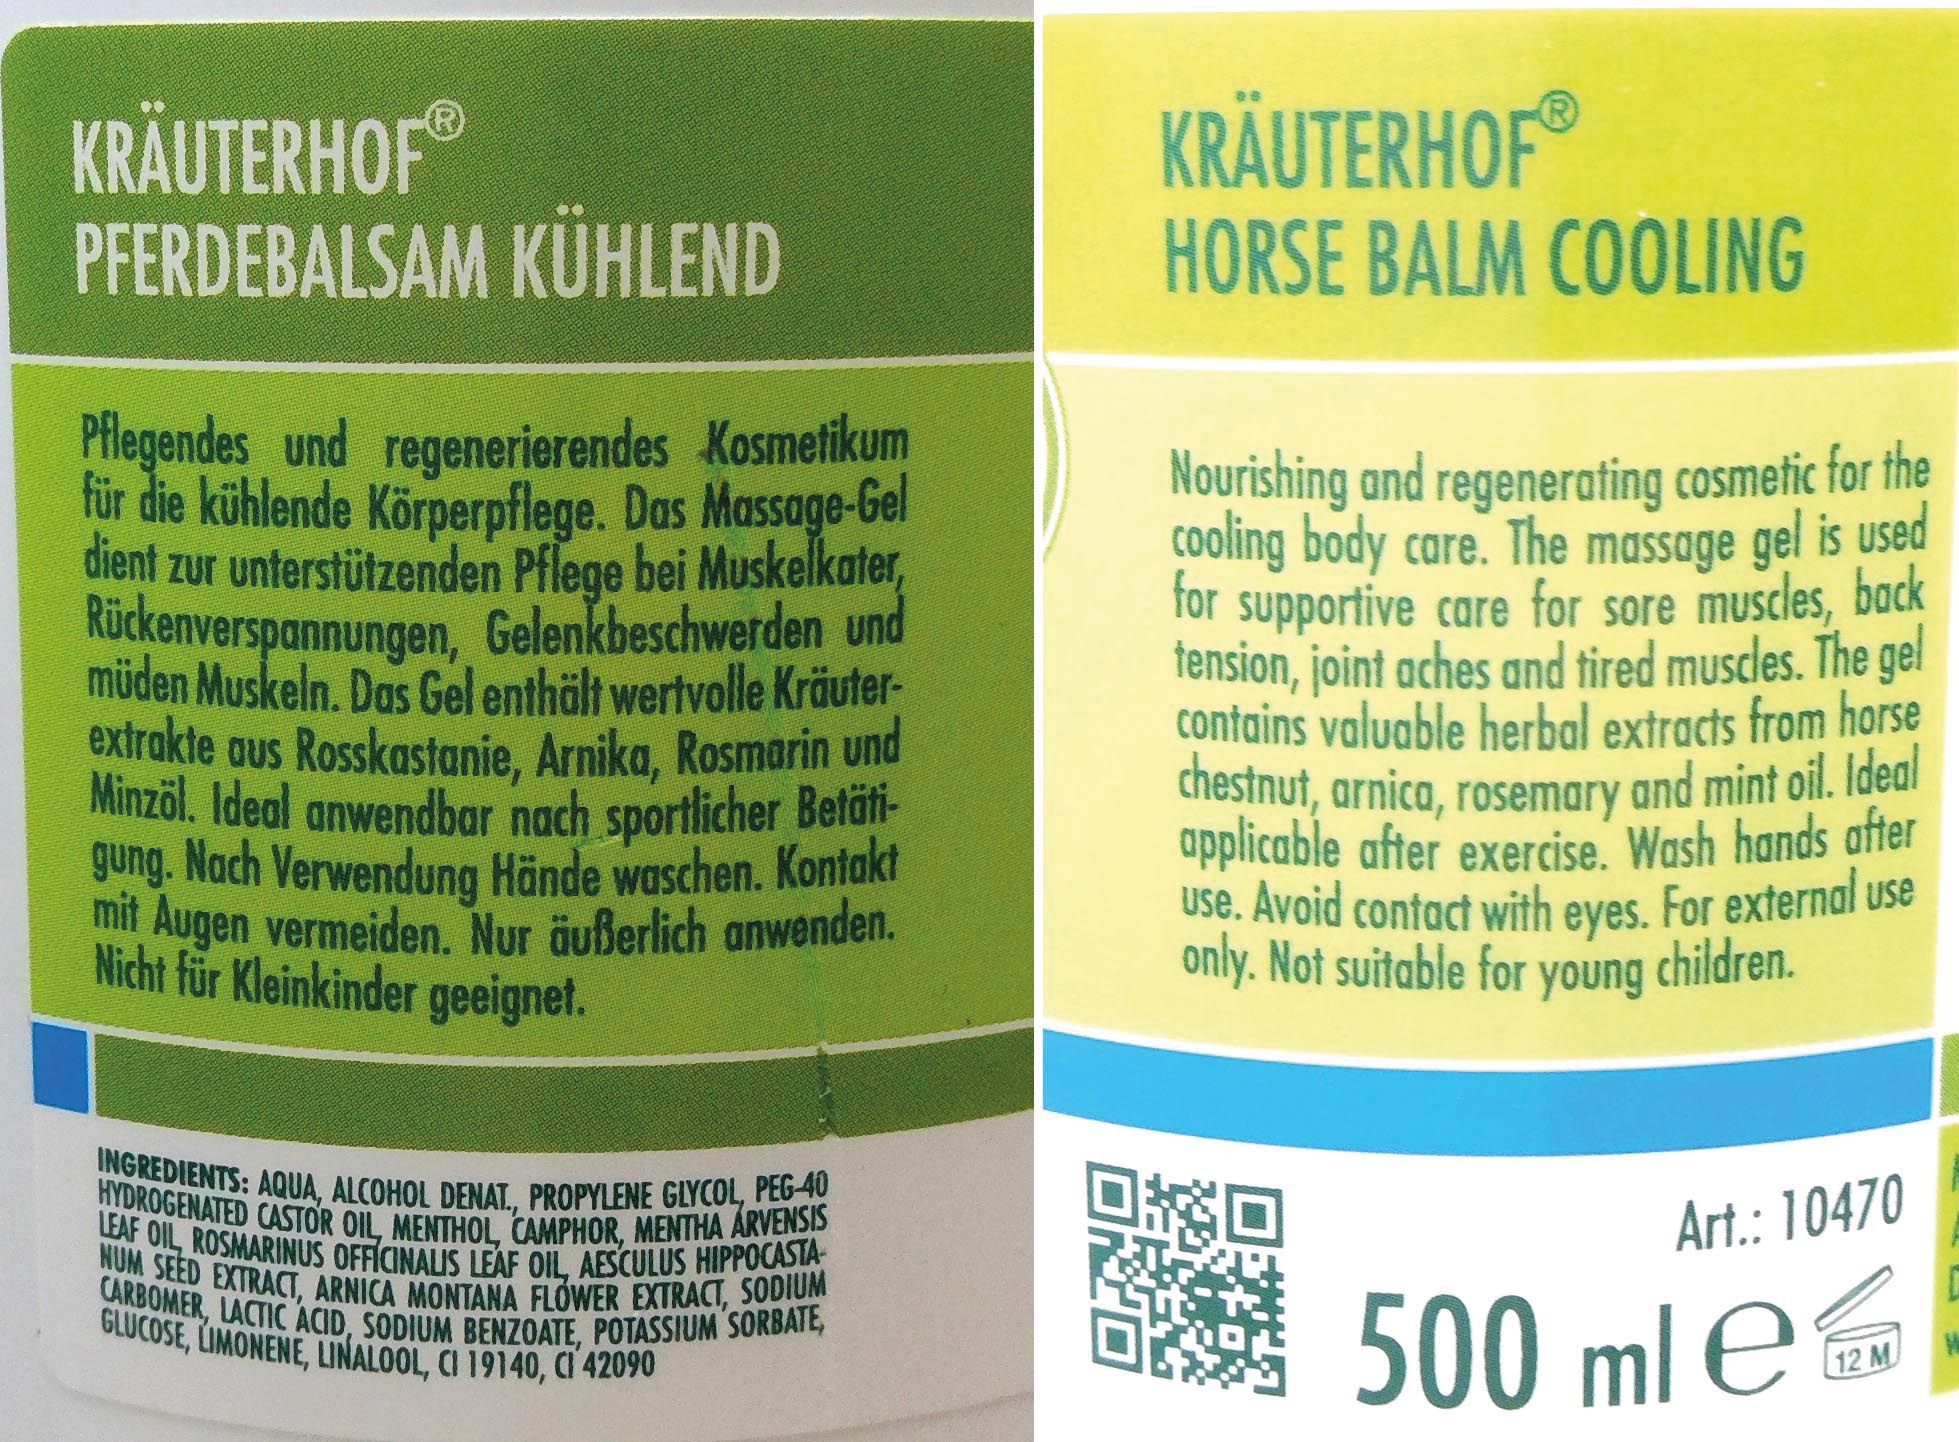 KRÄUTERHOF®
PFERDEBALSAM KÜHLEND
Pflegendes und regenerierendes Kosmetikum
für die kühlende Körperpflege. Das Massage-Gel
dient zur unterstützenden Pflege bei Muskelkater,
Rückenverspannungen, Gelenkbeschwerden und
müden Muskeln. Das Gel enthält wertvolle Kräuter-
extrakte aus Rosskastanie, Arnika, Rosmarin und
Minzöl. Ideal anwendbar nach sportlicher Betäti-
gung. Nach Verwendung Hände waschen. Kontakt
mit Augen vermeiden. Nur äußerlich anwenden.
Nicht für Kleinkinder geeignet.
INGREDIENTS: AQUA, ALCOHOL DENAT., PROPYLENE GLYCOL, PEG-40
HYDROGENATED CASTOR OIL, MENTHOL, CAMPHOR, MENTHA ARVENSIS
LEAF OIL, ROSMARINUS OFFICINALIS LEAF OIL, AESCULUS HIPPOCASTA-
NUM SEED EXTRACT, ARNICA MONTANA FLOWER EXTRACT, SODIUM
CARBOMER, LACTIC ACID, SODIUM BENZOATE, POTASSIUM SORBATE,
GLUCOSE, LIMONENE, LINALOOL, CI 19140, CI 42090
KRÄUTERHOF®
HORSE BALM COOLING
Nourishing and regenerating cosmetic for the
cooling body care. The massage gel is used
for supportive care for sore muscles, back
tension, joint aches and tired muscles. The gel
contains valuable herbal extracts from horse
chestnut, arnica, rosemary and mint oil. Ideal
applicable after exercise. Wash hands after
use. Avoid contact with eyes. For external use
only. Not suitable for young children.
Art.: 10470
500 ml e
12 M